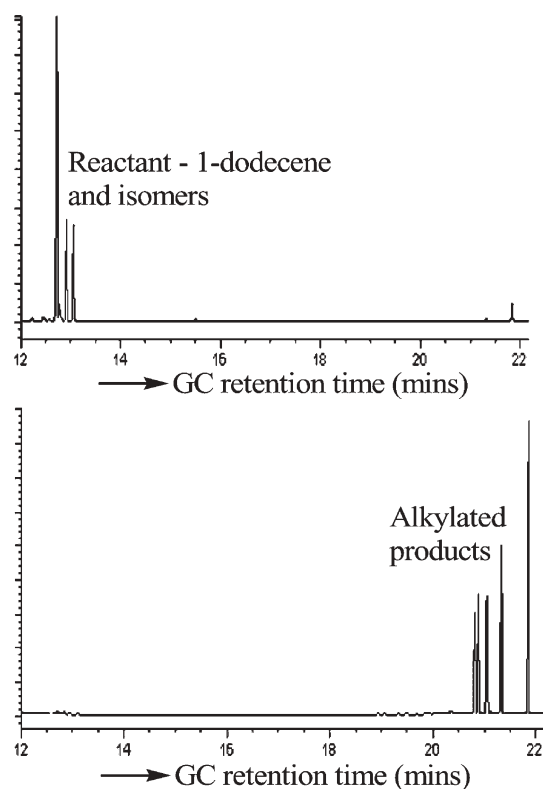 Reactant - 1-dodecene
and isomers
12 14 16 18 20 22
GC retention time (mins)
Alkylated
products
12 14 16 18 20 22
GC retention time (mins)